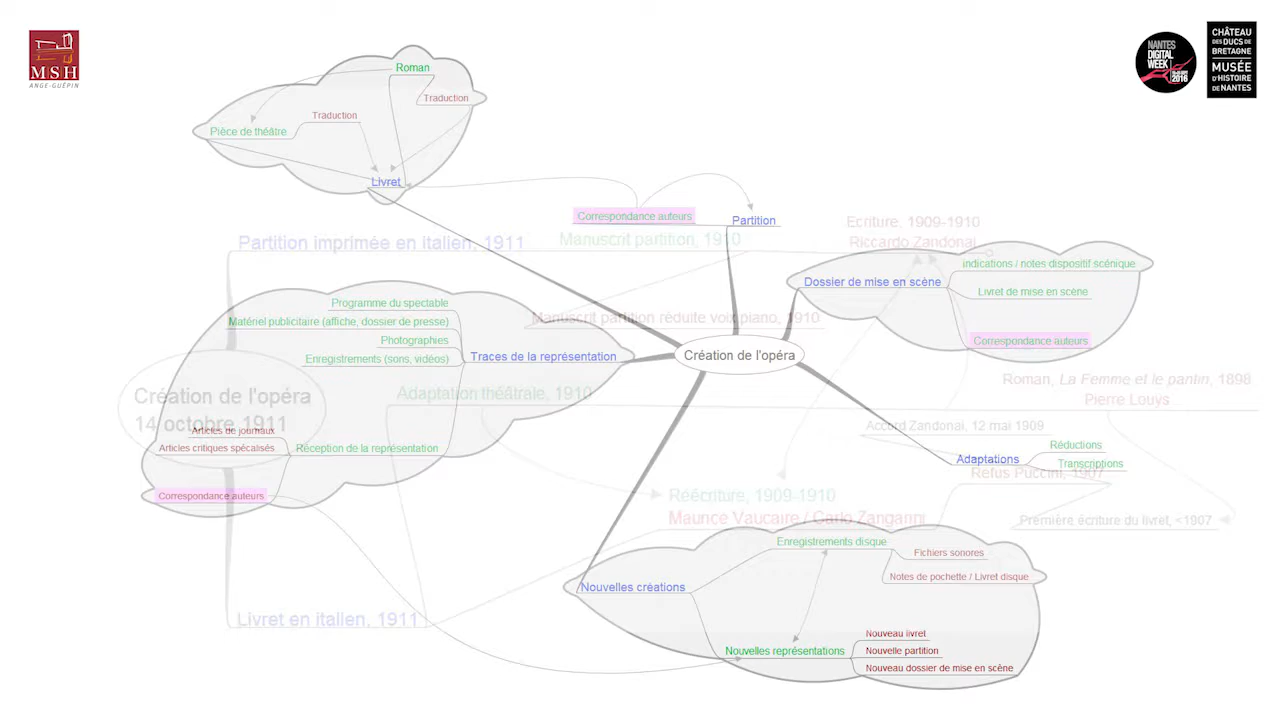 MSH
ANGE-GUÉPIN
NANTES
DIGITAL
WEEK
2016
CHÂTEAU
DES DUCS DE
BRETAGNE
MUSÉE
D'HISTOIRE
DE NANTES
Roman
Traduction
Traduction
Pièce de théâtre
Livret
Correspondance auteurs
Partition
Ecriture, 1909-1910
Riccardo Zandonai
Partition imprimée en italien, 1911
Manuscrit partition, 1910
indications / notes dispositif scénique
Dossier de mise en scène
Livret de mise en scène
Correspondance auteurs
Programme du spectable
Matériel publicitaire (affiche, dossier de presse)
Photographies
Enregistrements (sons, vidéos)
Traces de la représentation
Manuscrit partition réduite voix piano, 1910
Création de l'opéra
Roman, La Femme et le pantin, 1898
Pierre Louys
Adaptation théâtrale, 1910
Création de l'opéra
14 octobre 1911
Articles de journaux
Articles critiques spécalisés
Réception de la représentation
Correspondance auteurs
Accord Zandonai, 12 mai 1909
Adaptations
Réductions
Transcriptions
Refus Puccini, 1907
Réécriture, 1909-1910
Maurice Vaucaire / Carlo Zangarini
Première écriture du livret, <1907
Enregistrements disque
Fichiers sonores
Notes de pochette / Livret disque
Nouvelles créations
Livret en italien, 1911
Nouvelles représentations
Nouveau livret
Nouvelle partition
Nouveau dossier de mise en scène